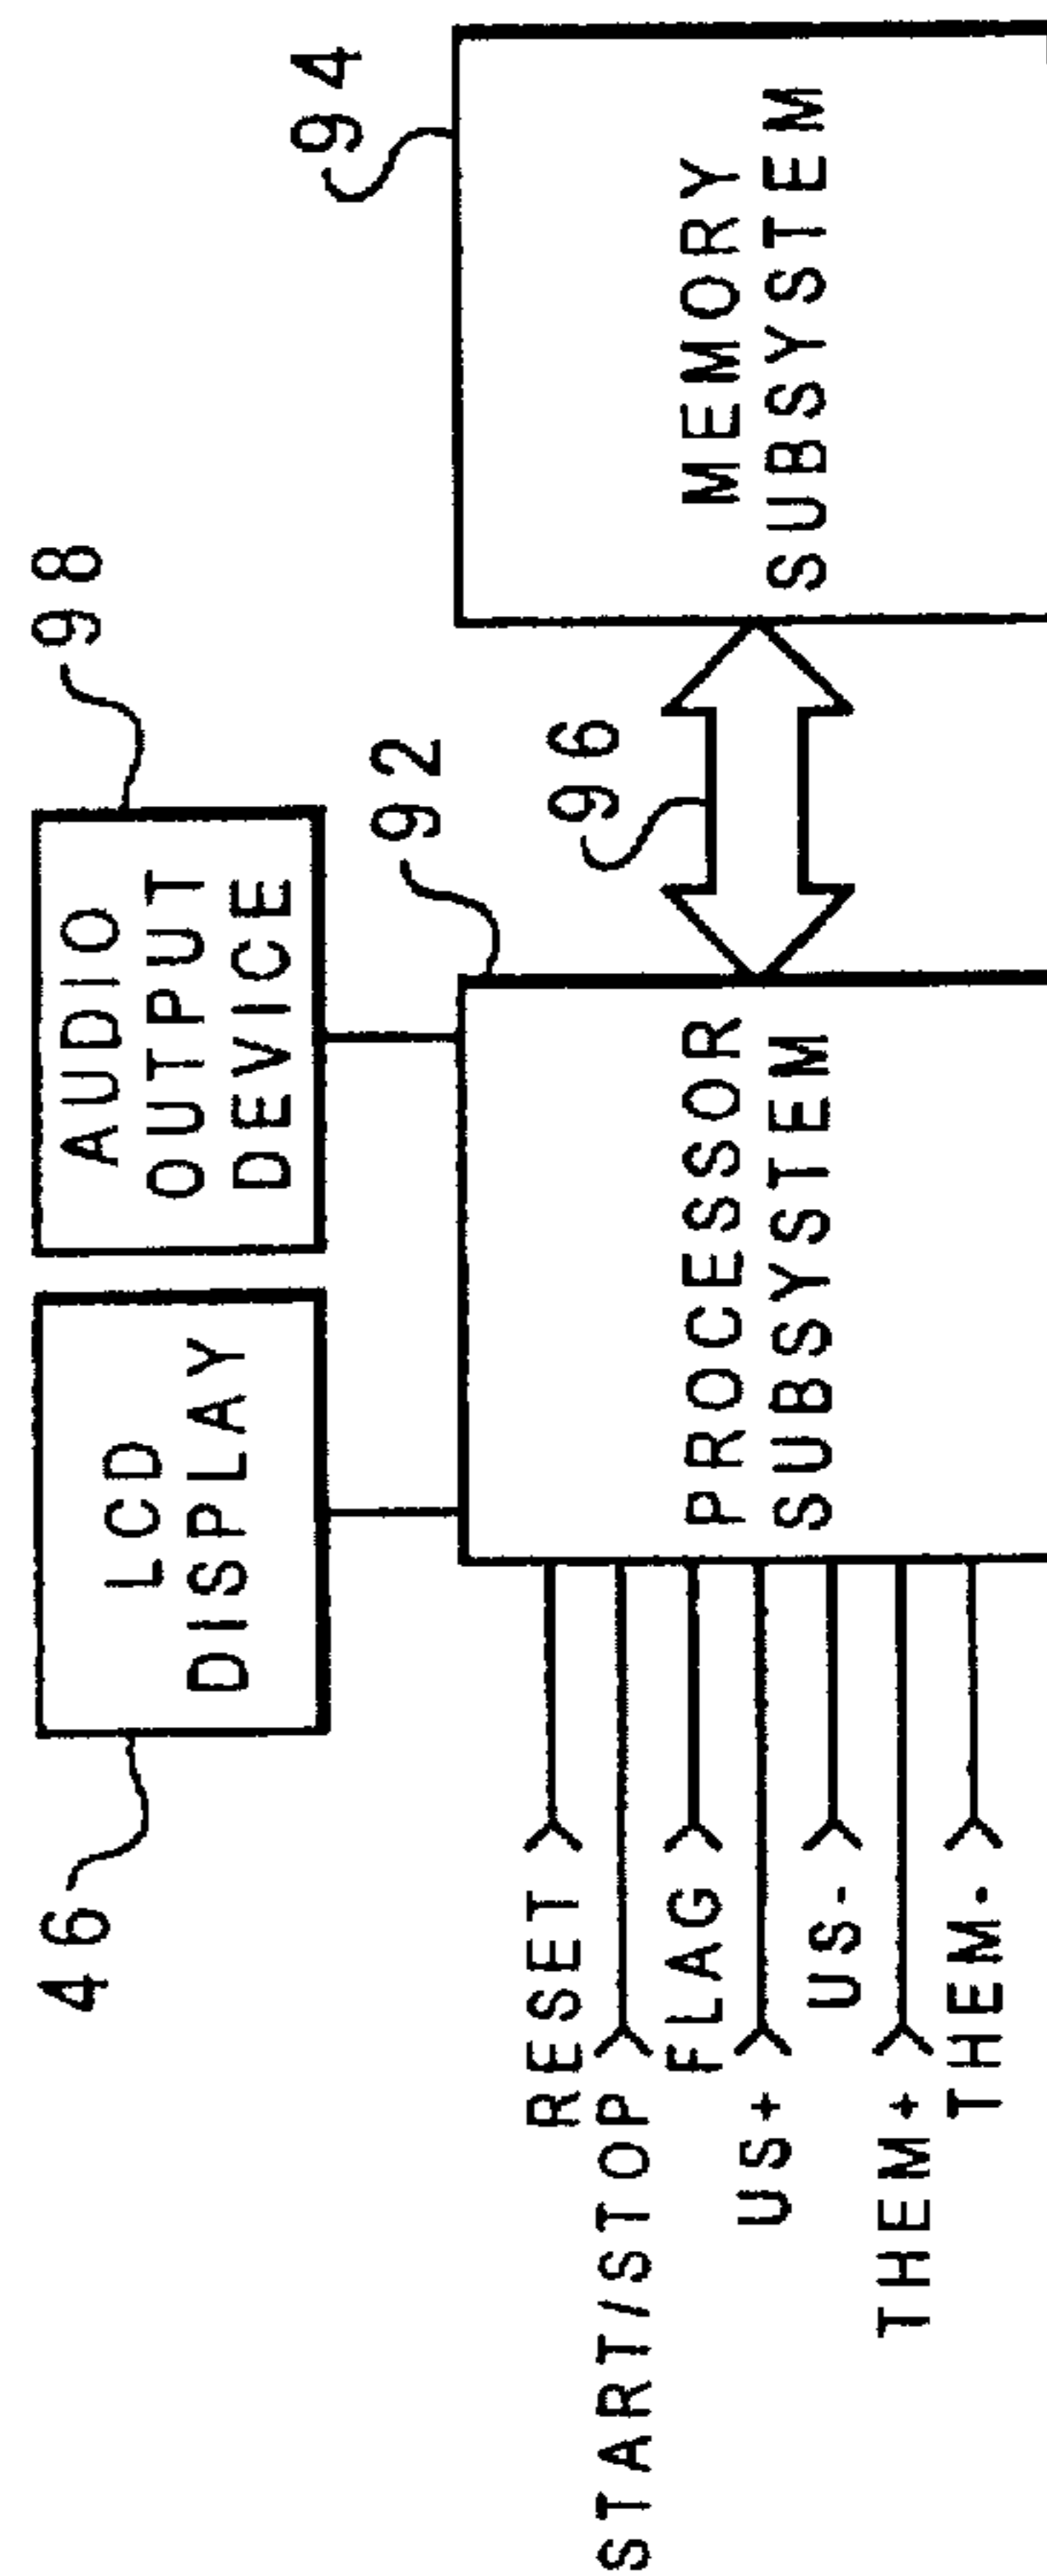 46
LCD
DISPLAY
AUDIO
OUTPUT
DEVICE
98
92
94
96
RESET
START/STOP
FLAG
US+
US-
THEM+
THEM-
PROCESSOR
SUBSYSTEM
MEMORY
SUBSYSTEM